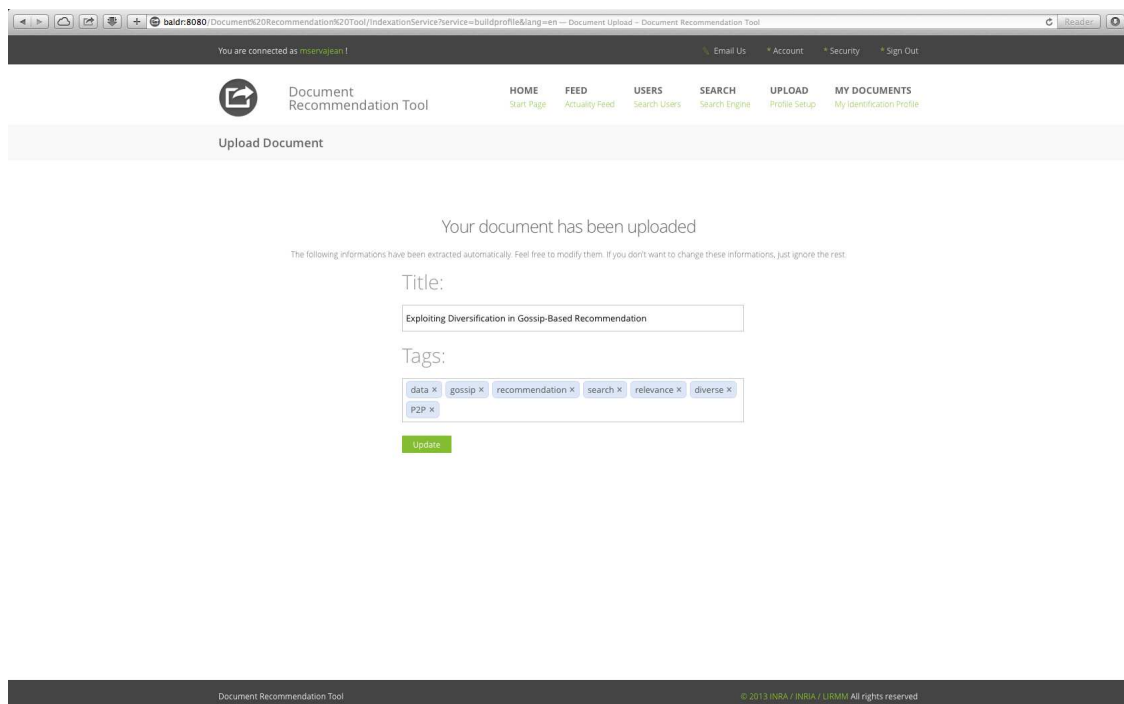 baldr:8080/Document%20Recommendation%20Tool/IndexationService?service=buildprofile&lang=en — Document Upload – Document Recommendation Tool
Reader
You are connected as mservajean !
Email Us * Account * Security * Sign Out
Document
Recommendation Tool
HOME FEED USERS SEARCH UPLOAD MY DOCUMENTS
Start Page Actuality Feed Search Users Search Engine Profile Setup My Identification Profile
Upload Document
Your document has been uploaded
The following informations have been extracted automatically. Feel free to modify them. If you don't want to change these informations, just ignore the rest.
Title:
Exploiting Diversification in Gossip-Based Recommendation
Tags:
data × gossip × recommendation × search × relevance × diverse ×
P2P ×
Update
Document Recommendation Tool
© 2013 INRA / INRIA / LIRMM All rights reserved